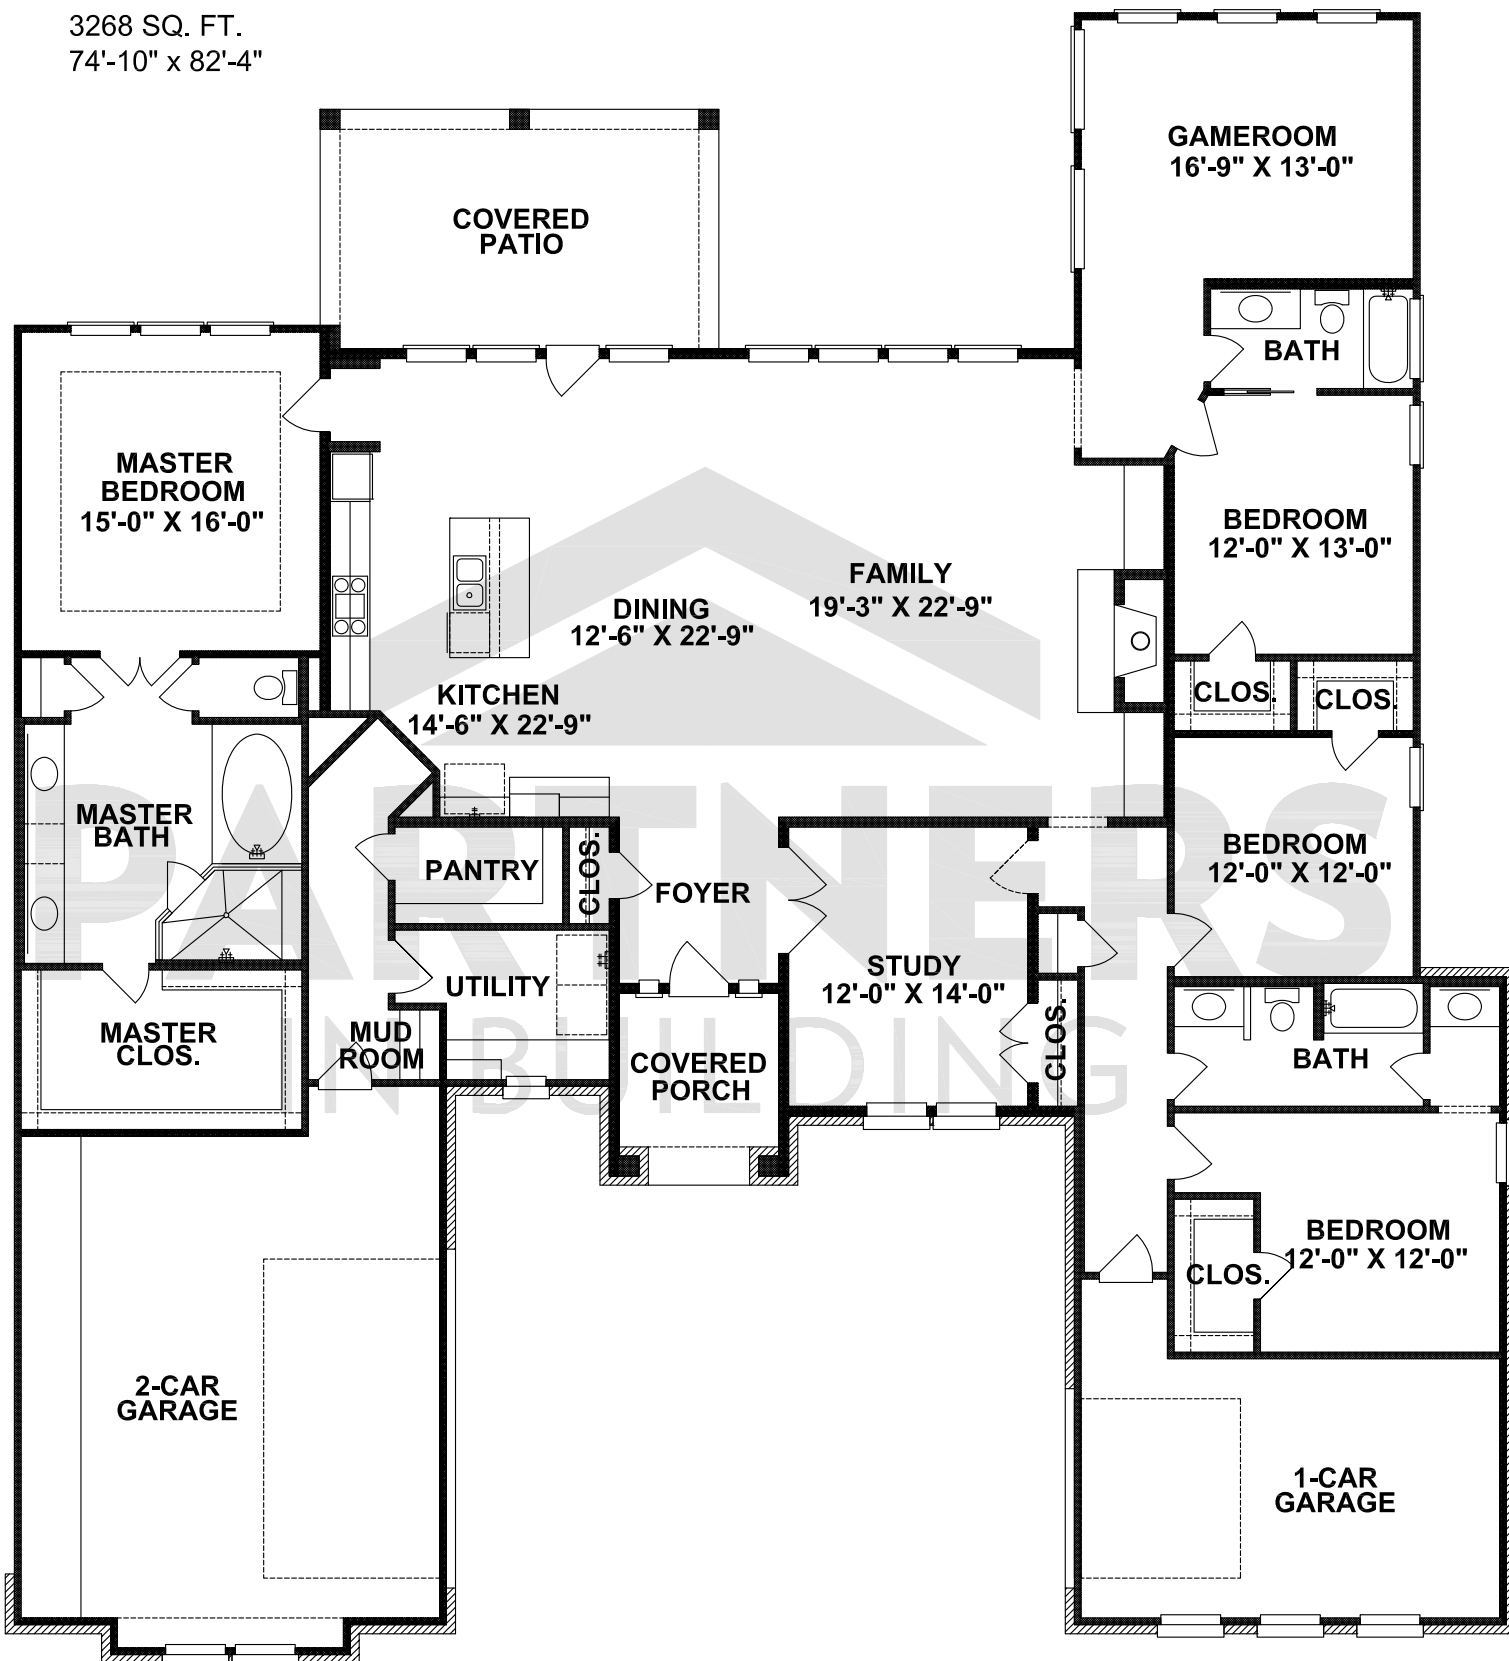 3268 SQ. FT.
74'-10" x 82'-4"
GAMEROOM
16'-9" X 13'-0"
COVERED
PATIO
BATH
MASTER
BEDROOM
15'-0" X 16'-0"
BEDROOM
12'-0" X 13'-0"
FAMILY
19'-3" X 22'-9"
DINING
12'-6" X 22'-9"
KITCHEN
14'-6" X 22'-9"
CLOS.
CLOS.
MASTER
BATH
PANTRY
CLOS.
FOYER
BEDROOM
12'-0" X 12'-0"
PARTNERS
IN BUILDING
UTILITY
STUDY
12'-0" X 14'-0"
MASTER
CLOS.
MUD
ROOM
COVERED
PORCH
CLOS.
BATH
BEDROOM
12'-0" X 12'-0"
CLOS.
2-CAR
GARAGE
1-CAR
GARAGE